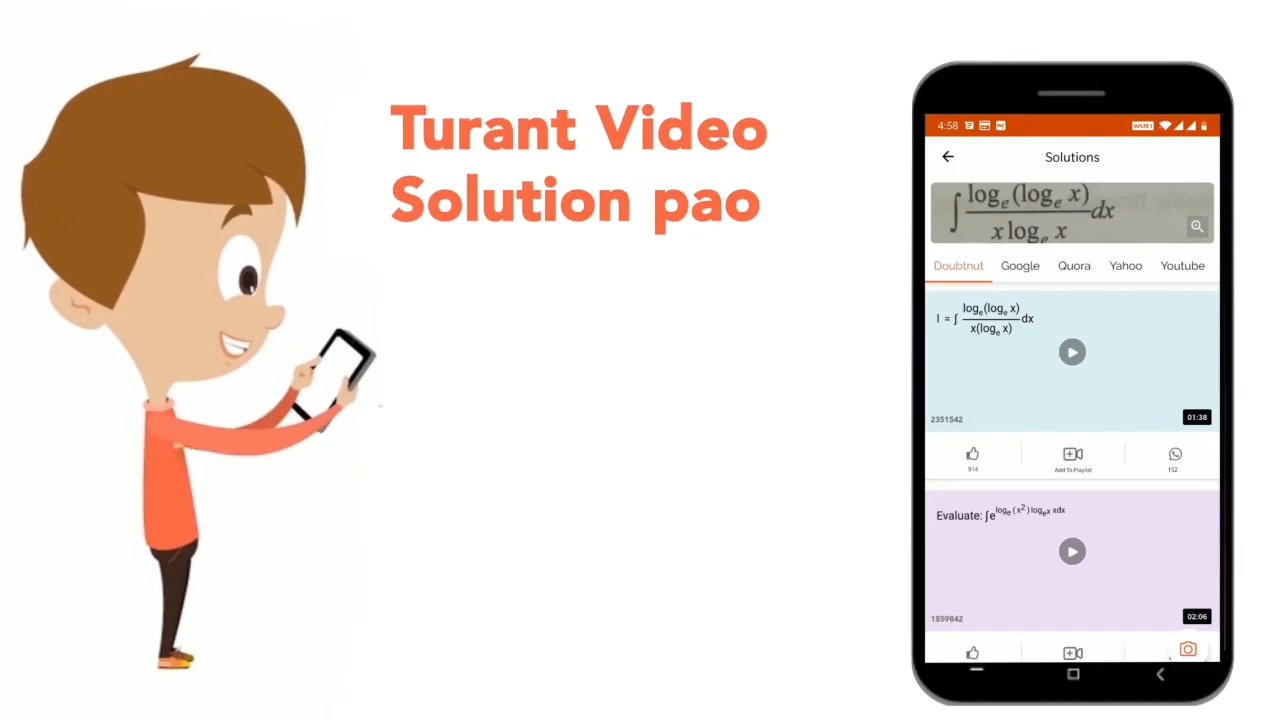 Turant Video
Solution pao
4:58
Solutions
∫ logₑ(logₑ x) / x logₑ x dx
Doubtnut Google Quora Yahoo Youtube
I = ∫ logₑ(logₑ x) / x(logₑ x) dx
2351542 01:38
914 Add To Playlist 152
Evaluate: ∫e^logₑ(x²)logₑx xdx
1859842 02:06